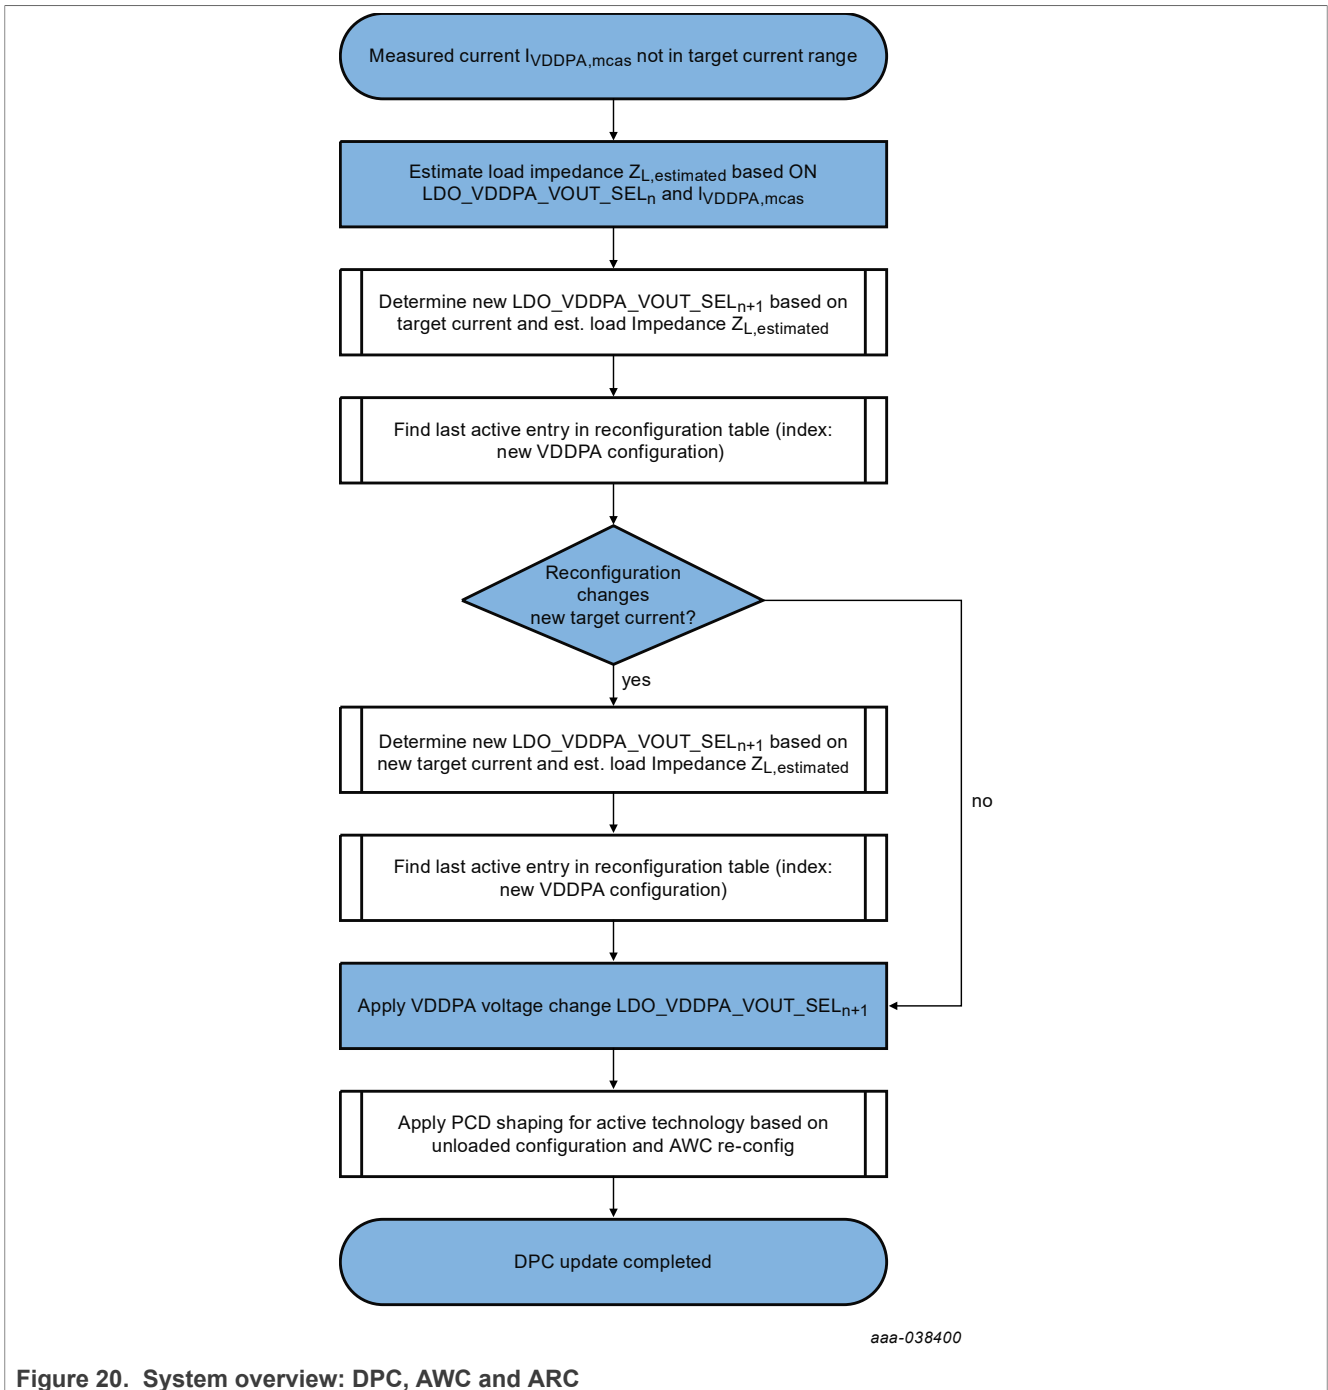 Measured current IVDDPA,mcas not in target current range
Estimate load impedance ZL,estimated based ON
LDO_VDDPA_VOUT_SELn and IVDDPA,mcas
Determine new LDO_VDDPA_VOUT_SELn+1 based on
target current and est. load Impedance ZL,estimated
Find last active entry in reconfiguration table (index:
new VDDPA configuration)
Reconfiguration
changes
new target current?
yes
Determine new LDO_VDDPA_VOUT_SELn+1 based on
new target current and est. load Impedance ZL,estimated
no
Find last active entry in reconfiguration table (index:
new VDDPA configuration)
Apply VDDPA voltage change LDO_VDDPA_VOUT_SELn+1
Apply PCD shaping for active technology based on
unloaded configuration and AWC re-config
DPC update completed
aaa-038400
Figure 20. System overview: DPC, AWC and ARC